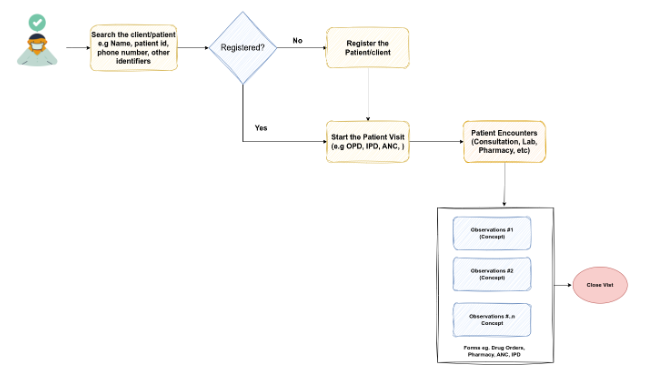 Search the client/patient
e.g Name, patient id,
phone number, other
identifiers
Registered?
No
Register the
Patient/client
Yes
Start the Patient Visit
(e.g OPD, IPD, ANC, )
Patient Encounters
(Consultation, Lab,
Pharmacy, etc)
Observations #1
(Concept)
Observations #2
(Concept)
Observations #..n
Concept
Forms eg. Drug Orders,
Pharmacy, ANC, IPD
Close Visit